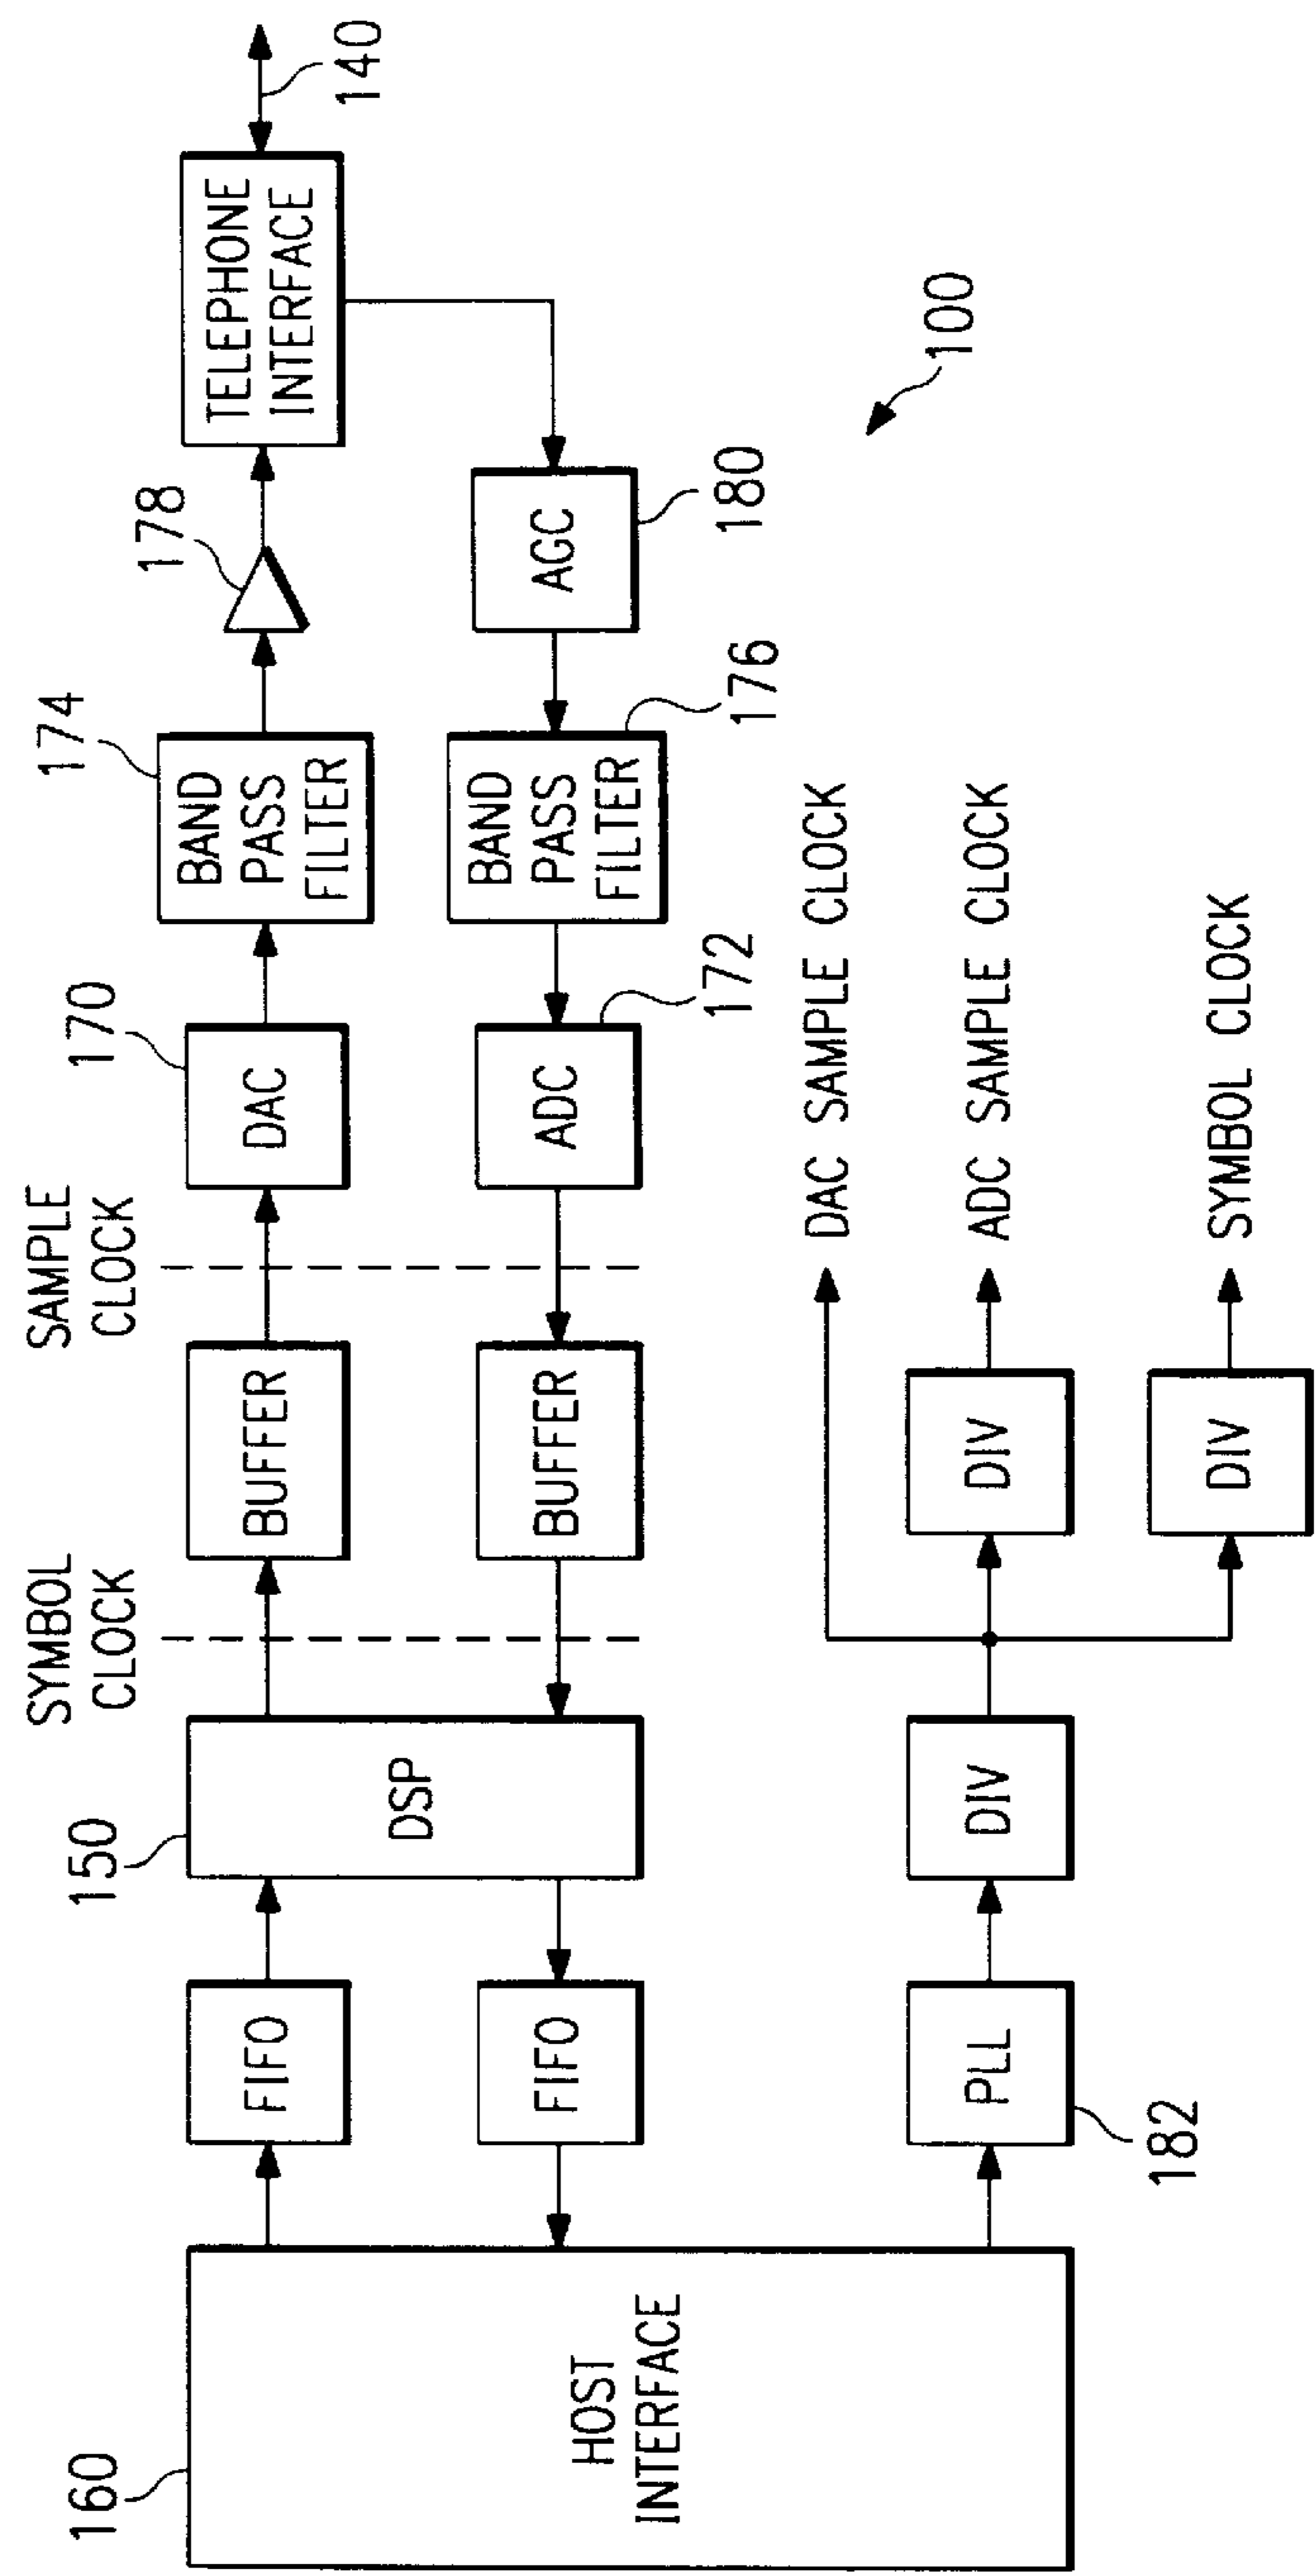 160
HOST
INTERFACE
FIFO
FIFO
150
DSP
SYMBOL
CLOCK
BUFFER
BUFFER
SAMPLE
CLOCK
170
DAC
ADC
172
174
BAND
PASS
FILTER
BAND
PASS
FILTER
176
178
AGC
180
TELEPHONE
INTERFACE
140
100
PLL
182
DIV
DIV
DIV
DAC SAMPLE CLOCK
ADC SAMPLE CLOCK
SYMBOL CLOCK